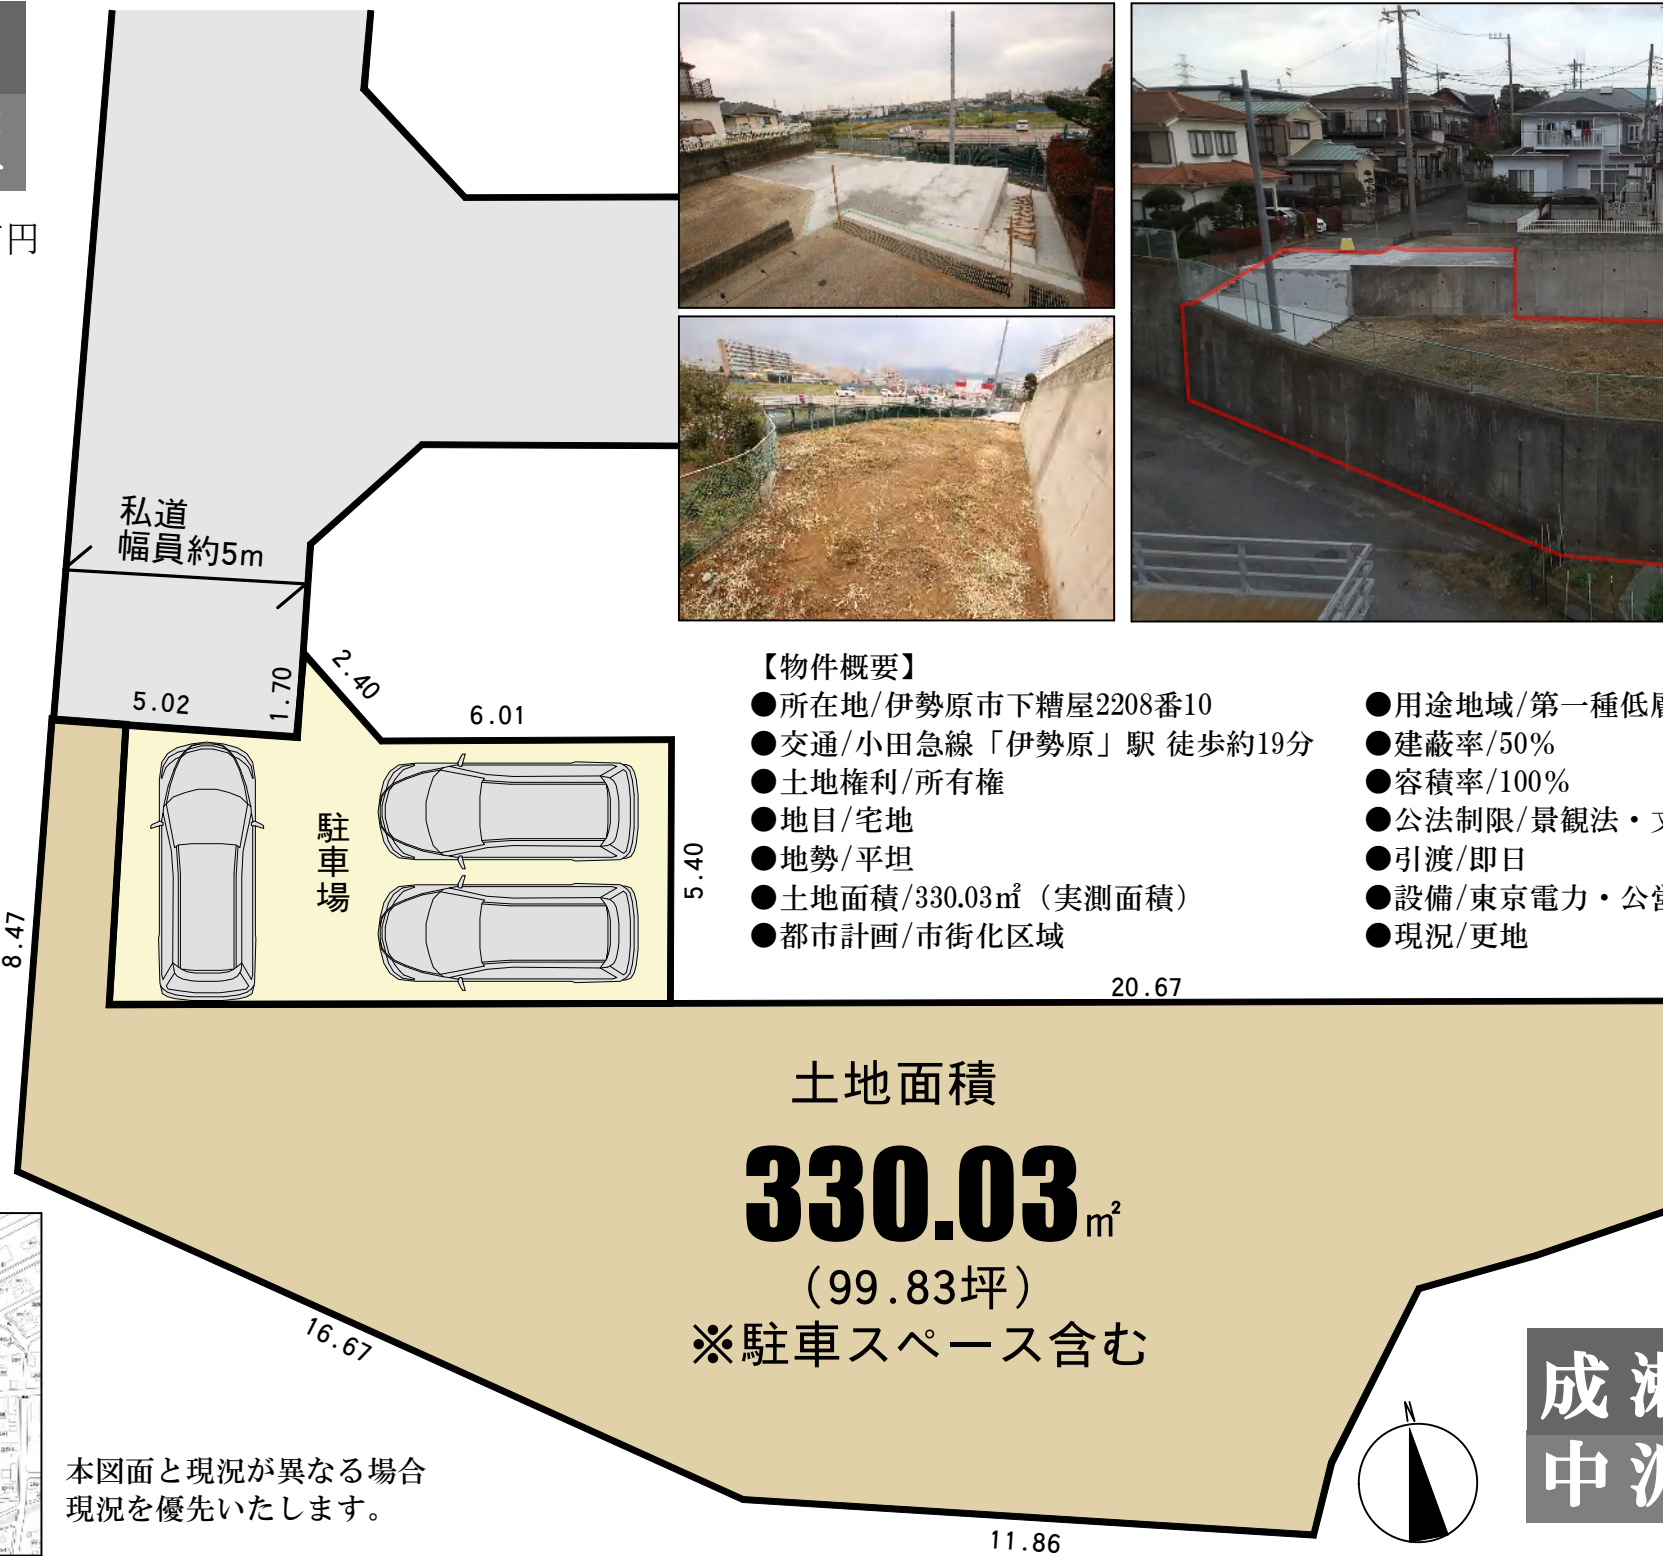 円
私道
幅員約5m
5.02
1.70
2.40
6.01
5.40
8.47
駐車場
【物件概要】
●所在地/伊勢原市下糟屋2208番10
●交通/小田急線「伊勢原」駅 徒歩約19分
●土地権利/所有権
●地目/宅地
●地勢/平坦
●土地面積/330.03㎡（実測面積）
●都市計画/市街化区域
●用途地域/第一種低層
●建蔽率/50%
●容積率/100%
●公法制限/景観法・文
●引渡/即日
●設備/東京電力・公営
●現況/更地
20.67
土地面積
330.03㎡
（99.83坪）
※駐車スペース含む
16.67
11.86
N
本図面と現況が異なる場合
現況を優先いたします。
成瀬
中沢